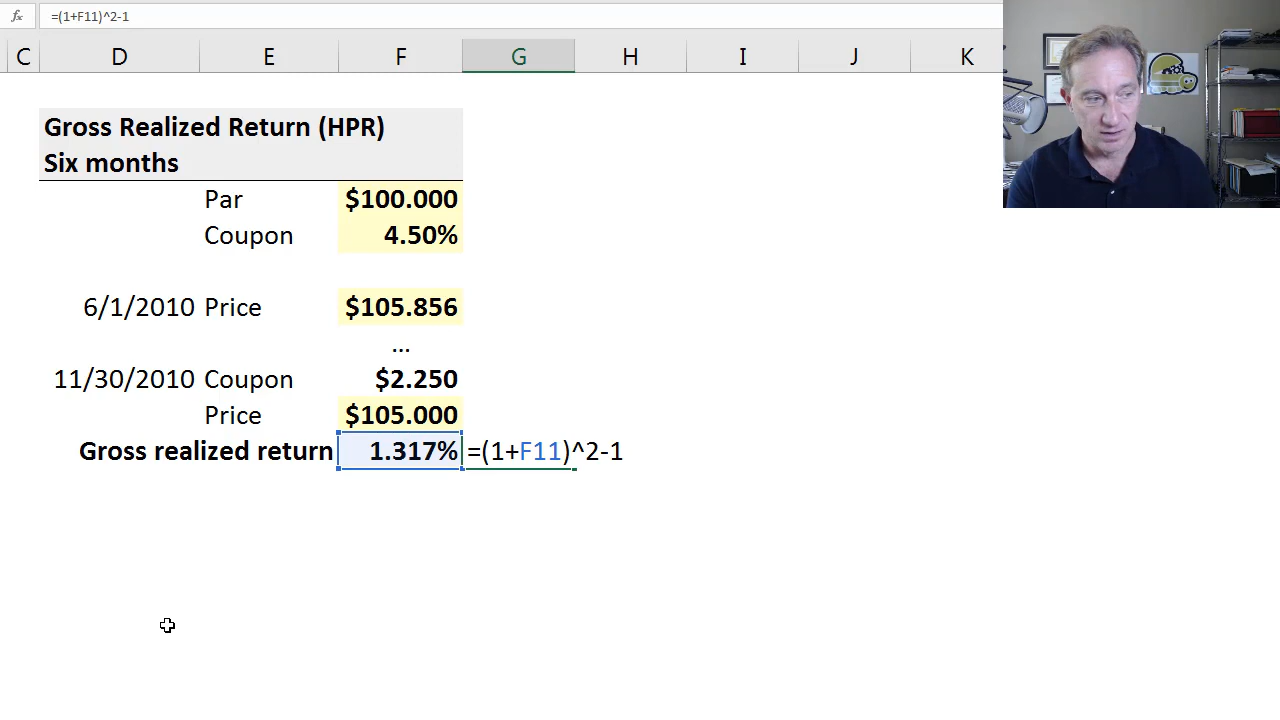 fx =(1+F11)^2-1
C D E F G H I J K
Gross Realized Return (HPR)
Six months
Par $100.000
Coupon 4.50%
6/1/2010 Price $105.856
...
11/30/2010 Coupon $2.250
Price $105.000
Gross realized return 1.317% =(1+F11)^2-1